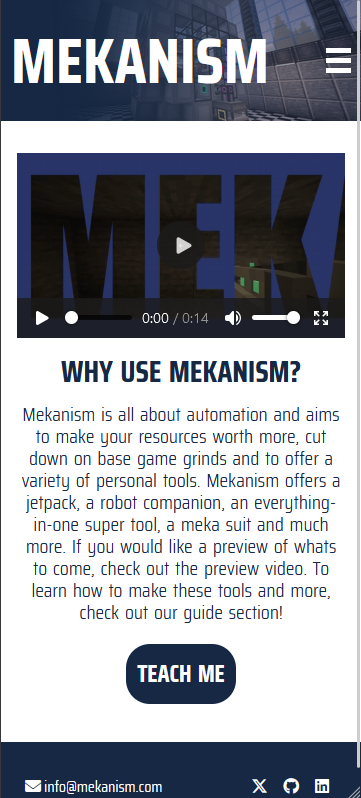 MEKANISM
MEKA
0:00 / 0:14
WHY USE MEKANISM?
Mekanism is all about automation and aims
to make your resources worth more, cut
down on base game grinds and to offer a
variety of personal tools. Mekanism offers a
jetpack, a robot companion, an everything-
in-one super tool, a meka suit and much
more. If you would like a preview of whats
to come, check out the preview video. To
learn how to make these tools and more,
check out our guide section!
TEACH ME
info@mekanism.com